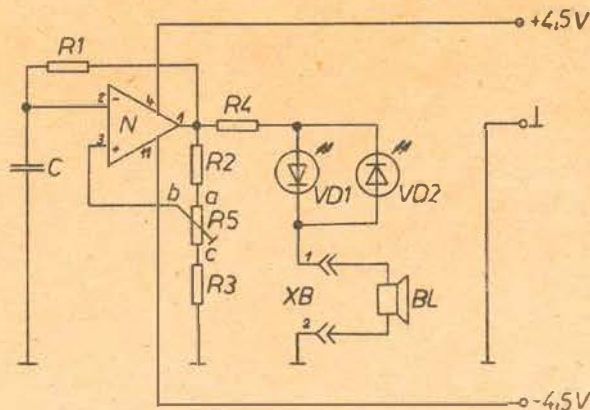 +4,5V
R1
2
-
4
N
1
R4
3
+
11
C
R2
VD1
VD2
b
a
R5
c
R3
1
XB
BL
2
-4,5V